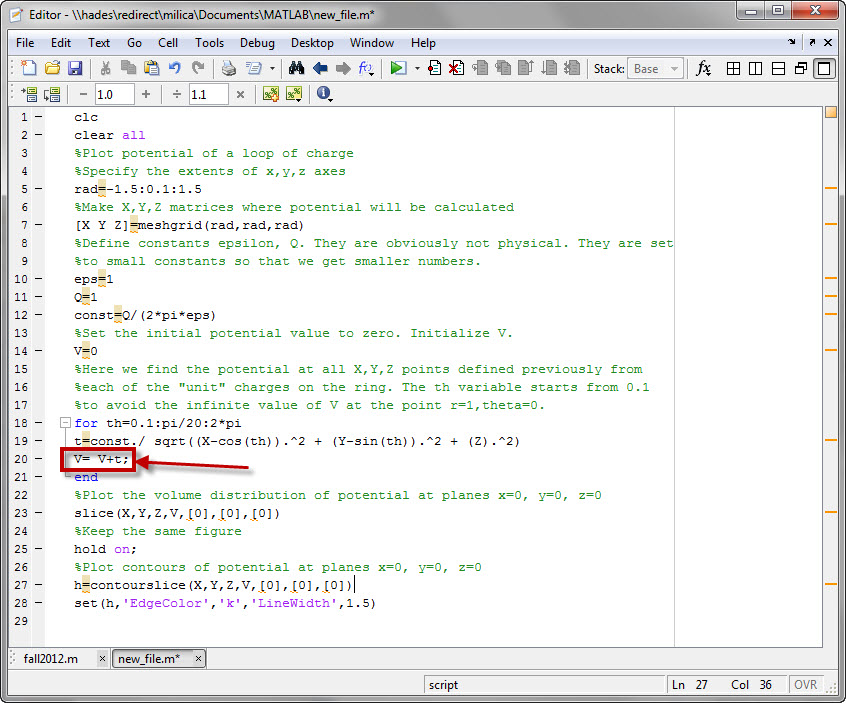 Editor - \\hades\redirect\milica\Documents\MATLAB\new_file.m*
File Edit Text Go Cell Tools Debug Desktop Window Help
Stack: Base fx
− 1.0 + ÷ 1.1 ×
1 − clc
2 − clear all
3 %Plot potential of a loop of charge
4 %Specify the extents of x,y,z axes
5 − rad=-1.5:0.1:1.5
6 %Make X,Y,Z matrices where potential will be calculated
7 − [X Y Z]=meshgrid(rad,rad,rad)
8 %Define constants epsilon, Q. They are obviously not physical. They are set
9 %to small constants so that we get smaller numbers.
10 − eps=1
11 − Q=1
12 − const=Q/(2*pi*eps)
13 %Set the initial potential value to zero. Initialize V.
14 − V=0
15 %Here we find the potential at all X,Y,Z points defined previously from
16 %each of the "unit" charges on the ring. The th variable starts from 0.1
17 %to avoid the infinite value of V at the point r=1,theta=0.
18 − for th=0.1:pi/20:2*pi
19 − t=const./ sqrt((X-cos(th)).^2 + (Y-sin(th)).^2 + (Z).^2)
20 − V= V+t;
21 − end
22 %Plot the volume distribution of potential at planes x=0, y=0, z=0
23 − slice(X,Y,Z,V,[0],[0],[0])
24 %Keep the same figure
25 − hold on;
26 %Plot contours of potential at planes x=0, y=0, z=0
27 − h=contourslice(X,Y,Z,V,[0],[0],[0])
28 − set(h,'EdgeColor','k','LineWidth',1.5)
29
fall2012.m × new_file.m* ×
script Ln 27 Col 36 OVR